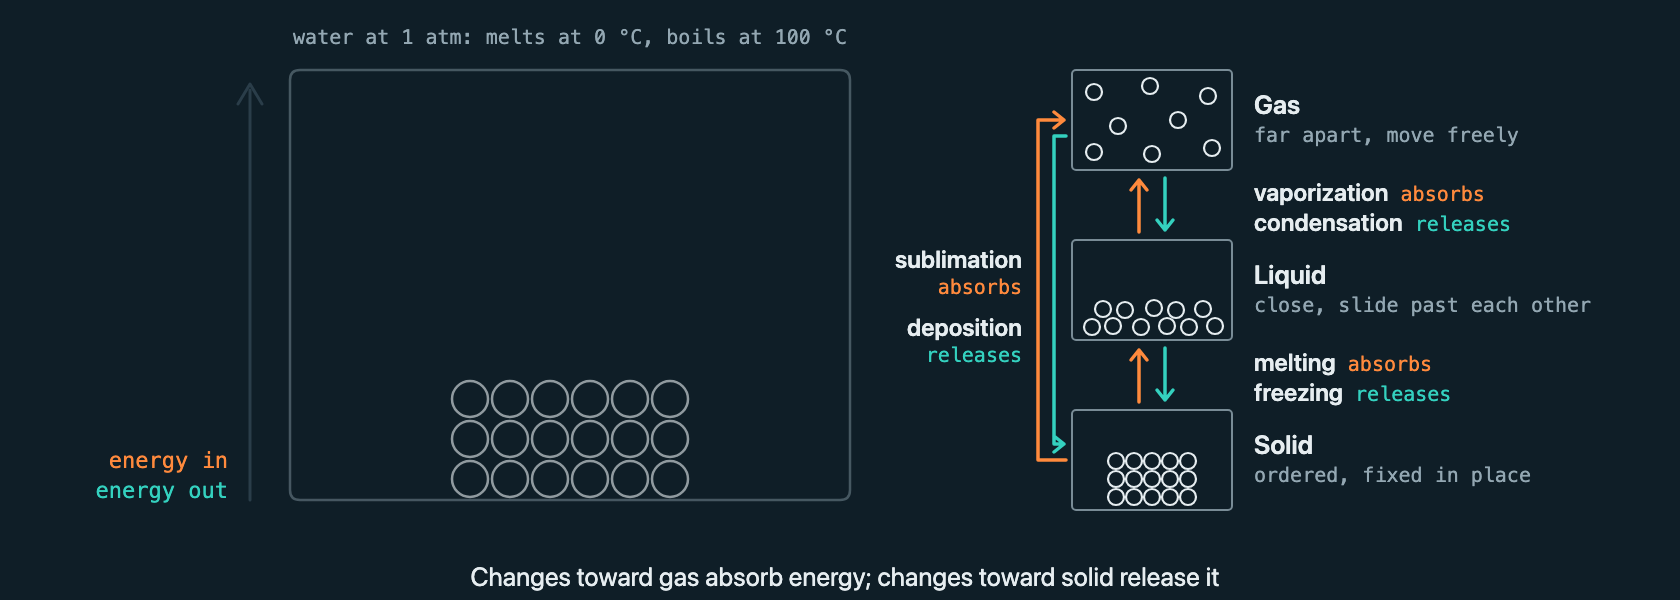 water at 1 atm: melts at 0 °C, boils at 100 °C
energy in
energy out
sublimation
absorbs
deposition
releases
Gas
far apart, move freely
vaporization absorbs
condensation releases
Liquid
close, slide past each other
melting absorbs
freezing releases
Solid
ordered, fixed in place
Changes toward gas absorb energy; changes toward solid release it